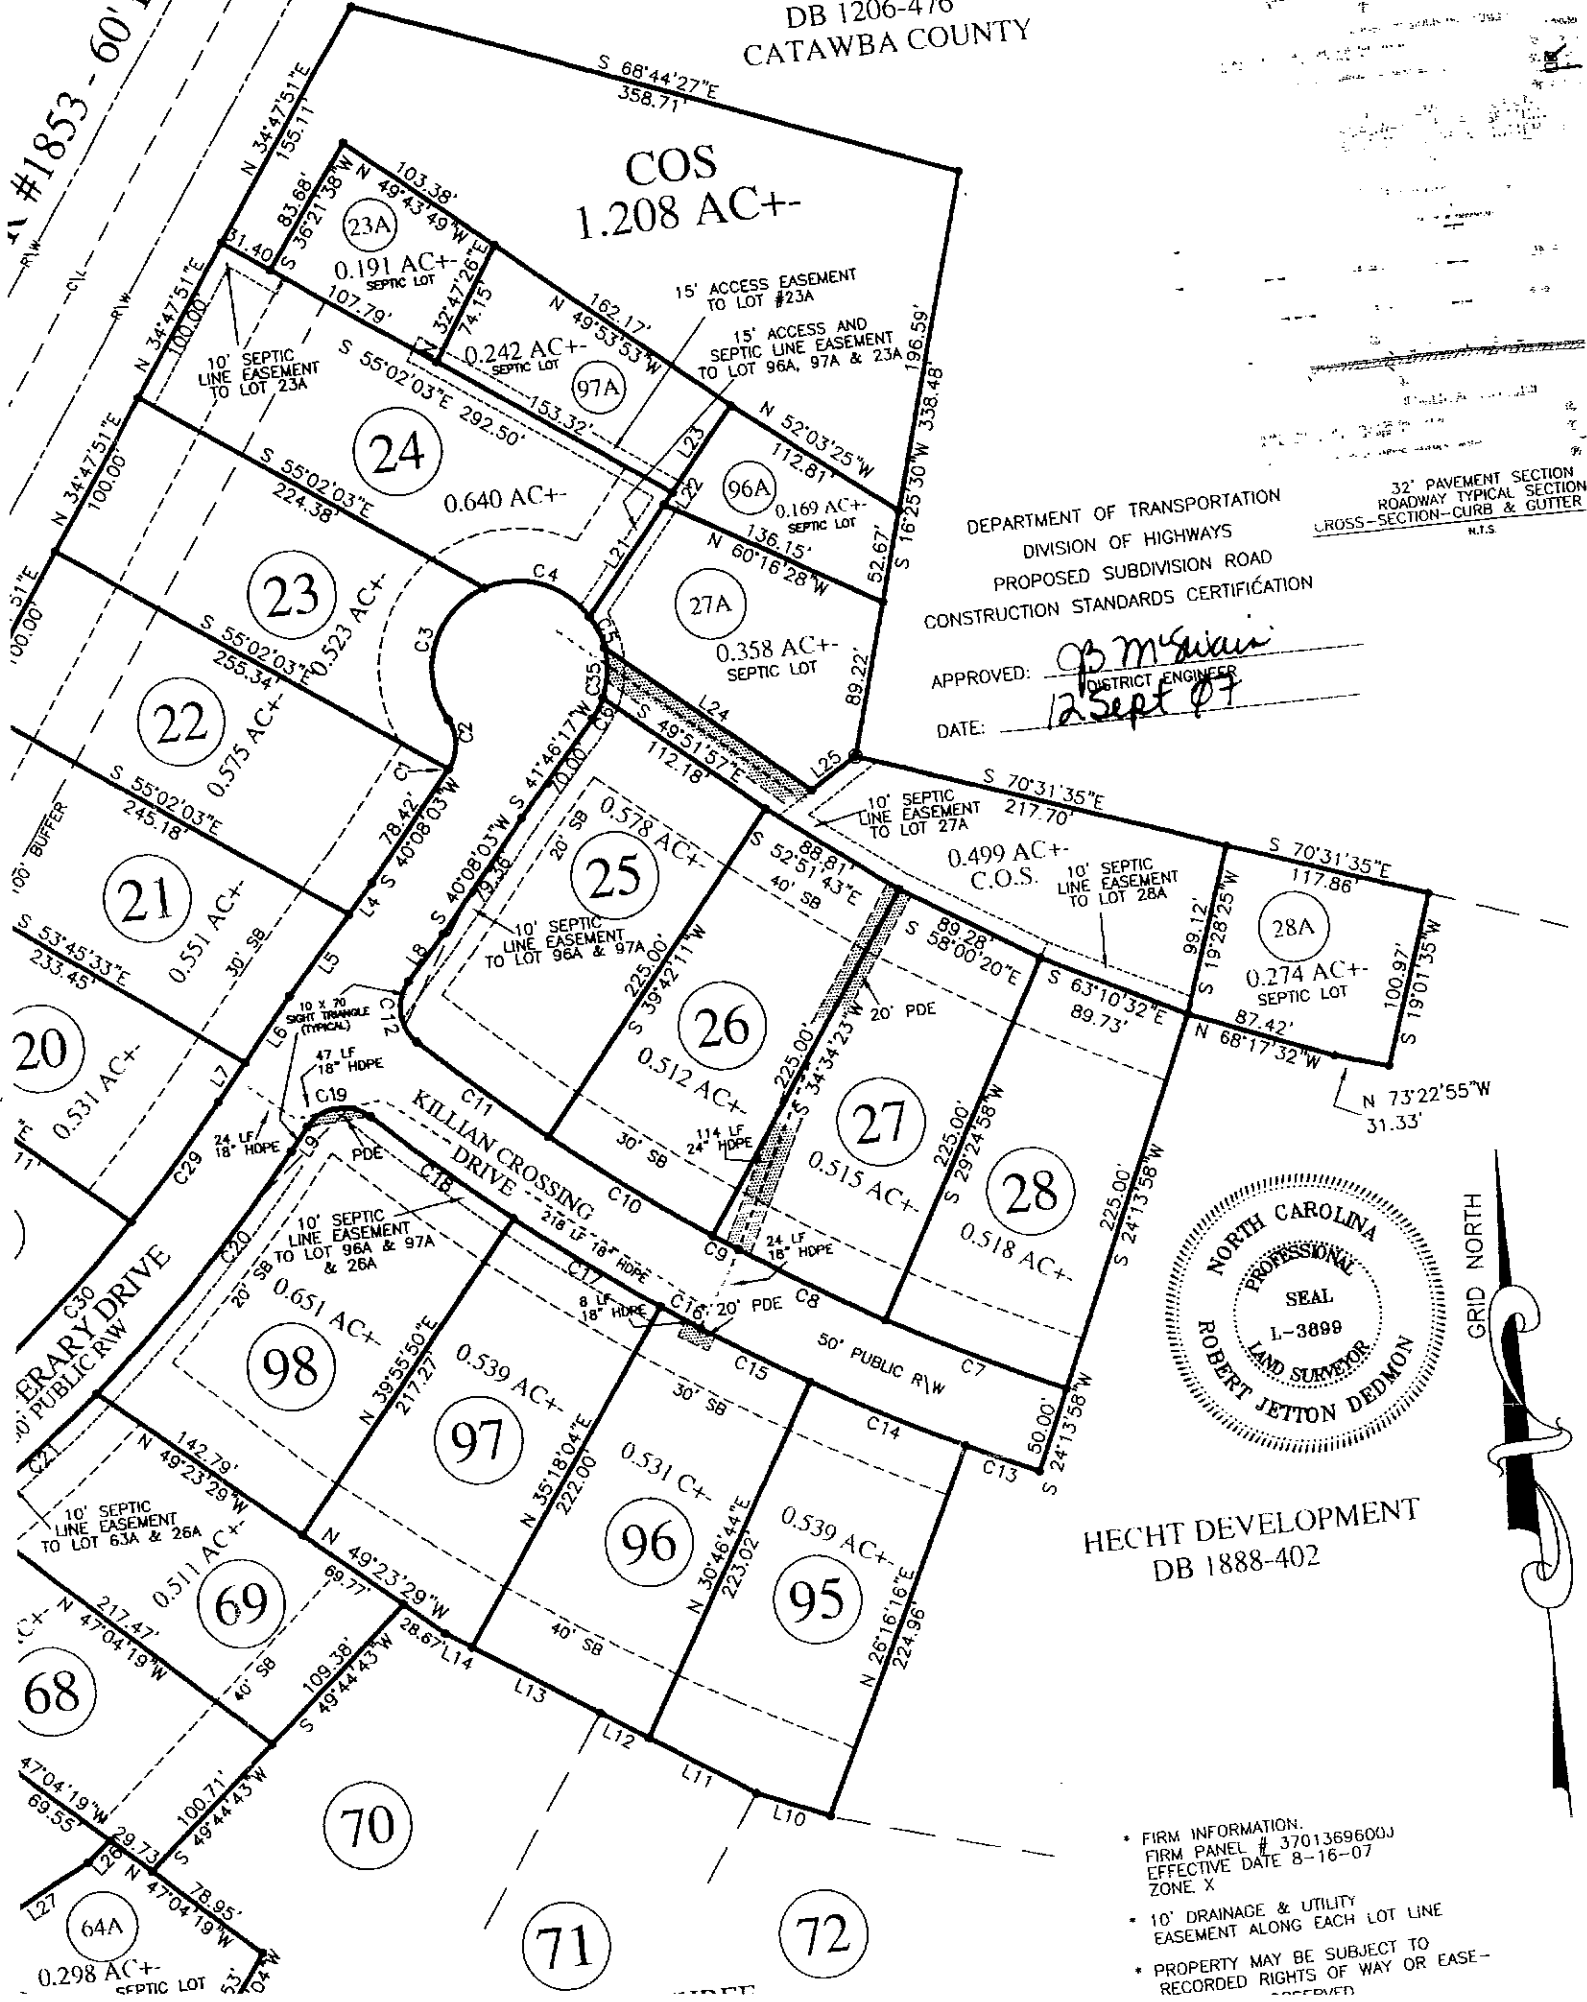 DB 1206-476
CATAWBA COUNTY
#1853 - 60'
R\W
C\L
R\W
S 68°44'27"E
358.71'
N 34°47'51"E
155.11'
COS
1.208 AC+-
103.38'
N 49°43'49"W
83.68'
S 36°21'38"W
23A
0.191 AC+-
SEPTIC LOT
31.40'
107.79'
N 32°47'26"E
74.15'
162.17'
N 49°53'53"W
15' ACCESS EASEMENT
TO LOT #23A
15' ACCESS AND
SEPTIC LINE EASEMENT
TO LOT 96A, 97A & 23A
196.59'
S 16°25'30"W 338.48'
N 34°47'51"E
100.00'
10' SEPTIC
LINE EASEMENT
TO LOT 23A
S 55°02'03"E 292.50'
0.242 AC+-
SEPTIC LOT
97A
153.32'
L23
L22
N 52°03'25"W
112.81'
24
0.640 AC+-
96A
0.169 AC+-
SEPTIC LOT
136.15'
N 60°16'28"W
52.67'
N 34°47'51"E
100.00'
S 55°02'03"E
224.38'
L21
C4
23
0.523 AC+-
C3
C5
C35
27A
0.358 AC+-
SEPTIC LOT
89.22'
DEPARTMENT OF TRANSPORTATION
DIVISION OF HIGHWAYS
PROPOSED SUBDIVISION ROAD
CONSTRUCTION STANDARDS CERTIFICATION
APPROVED:
DISTRICT ENGINEER
DATE: 12 Sept 07
32' PAVEMENT SECTION
ROADWAY TYPICAL SECTION
CROSS-SECTION-CURB & GUTTER
N.T.S.
51"E
100.00'
S 55°02'03"E
255.34'
22
0.575 AC+-
C2
C1
C6
S 41°46'17"W
70.00'
L24
L25
S 49°51'57"E
112.18'
S 70°31'35"E
217.70'
10' SEPTIC
LINE EASEMENT
TO LOT 27A
0.499 AC+-
C.O.S.
10' SEPTIC
LINE EASEMENT
TO LOT 28A
S 70°31'35"E
117.86'
S 55°02'03"E
245.18'
78.42'
S 40°08'03"W
100' BUFFER
21
0.551 AC+-
30' SB
L4
S 40°08'03"W
79.36'
20' SB
0.578 AC+-
25
10' SEPTIC
LINE EASEMENT
TO LOT 96A & 97A
88.81'
S 52°51'43"E
40' SB
225.00'
S 39°42'11"W
89.28'
S 58°00'20"E
99.12'
S 19°28'25"W
28A
0.274 AC+-
SEPTIC LOT
100.97'
S 19°01'35"W
S 53°45'33"E
233.45'
L5
L8
C12
10 X 70
SIGHT TRIANGLE
(TYPICAL)
L6
L7
20
0.531 AC+-
S 63°10'32"E
89.73'
87.42'
N 68°17'32"W
N 73°22'55"W
31.33'
26
0.512 AC+-
20' PDE
225.00'
S 34°34'23"W
47 LF
18" HDPE
C19
L9
PDE
24 LF
18" HDPE
C11
KILLIAN CROSSING
DRIVE
30' SB
114 LF
24" HDPE
27
0.515 AC+-
225.00'
S 29°24'58"W
28
0.518 AC+-
225.00'
S 24°13'58"W
11'
C29
C18
C10
218 LF 18" HDPE
10' SEPTIC
LINE EASEMENT
TO LOT 96A & 97A
& 26A
C20
20' SB
0.651 AC+-
98
C9
24 LF
18" HDPE
C17
8 LF
18" HDPE
C16
20' PDE
C8
C7
C30
ERARY DRIVE
PUBLIC R\W
C21
N 39°55'50"E
217.27'
0.539 AC+-
97
C15
50' PUBLIC R\W
30' SB
C14
C13
50.00'
S 24°13'58"W
NORTH CAROLINA
PROFESSIONAL
SEAL
L-3899
LAND SURVEYOR
ROBERT JETTON DEDMON
GRID NORTH
142.79'
N 49°23'29"W
N 35°18'04"E
222.00'
0.531 C+-
96
N 30°46'44"E
223.02'
0.539 AC+-
95
N 26°16'16"E
224.96'
HECHT DEVELOPMENT
DB 1888-402
10' SEPTIC
LINE EASEMENT
TO LOT 63A & 26A
0.511 AC+-
69
N 49°23'29"W
69.77'
28.67'
L14
40' SB
L13
L12
L11
L10
217.47'
N 47°04'19"W
68
40' SB
109.38'
S 49°44'43"W
47°04'19"W
69.55'
100.71'
S 49°44'43"W
29.73'
L26
L27
N 47°04'19"W
78.95'
70
71
72
64A
0.298 AC+-
SEPTIC LOT
* FIRM INFORMATION.
FIRM PANEL # 3701369600J
EFFECTIVE DATE 8-16-07
ZONE X
* 10' DRAINAGE & UTILITY
EASEMENT ALONG EACH LOT LINE
* PROPERTY MAY BE SUBJECT TO
RECORDED RIGHTS OF WAY OR EASE-